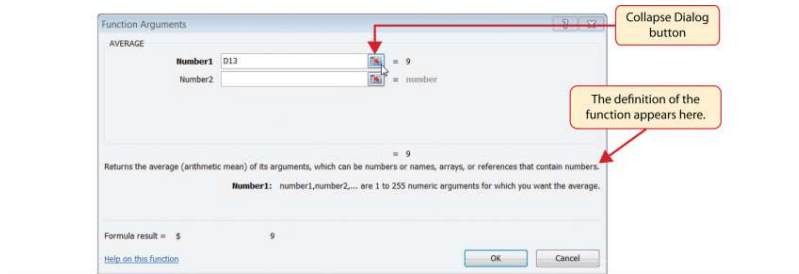 Function Arguments
Collapse Dialog
button
AVERAGE
Number1 D13 = 9
Number2 = number
The definition of the
function appears here.
= 9
Returns the average (arithmetic mean) of its arguments, which can be numbers or names, arrays, or references that contain numbers.
Number1: number1,number2,... are 1 to 255 numeric arguments for which you want the average.
Formula result = $ 9
Help on this function OK Cancel